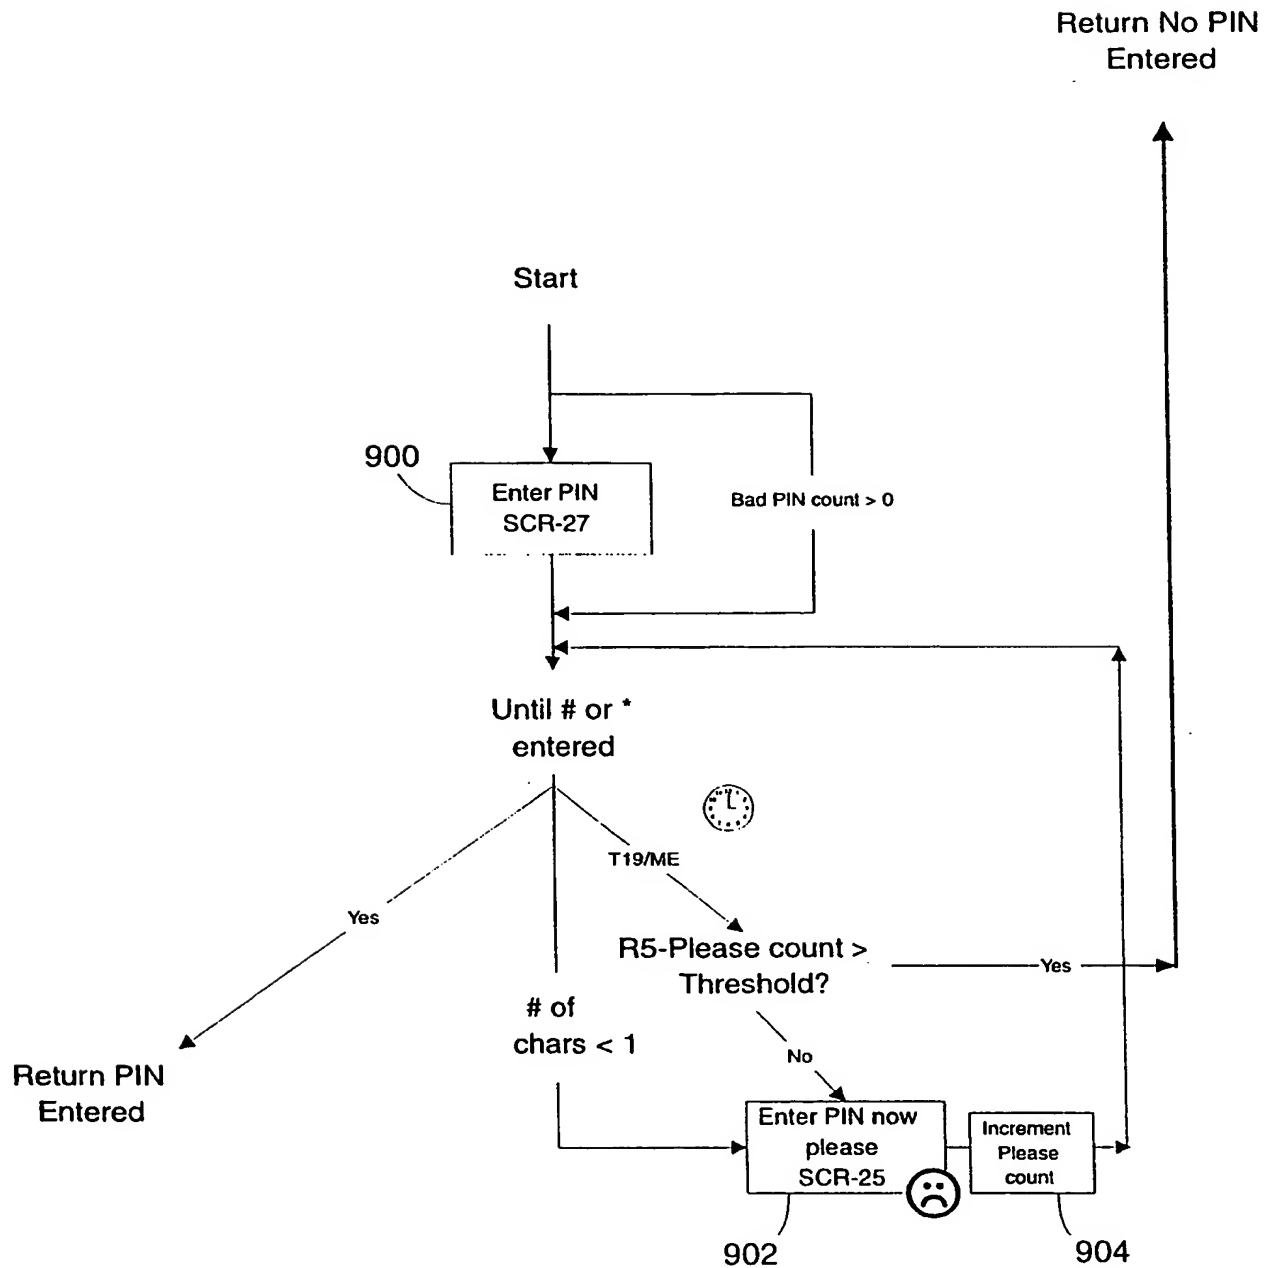 Return No PIN
Entered
Start
900
Enter PIN
SCR-27
Bad PIN count > 0
Until # or *
entered
T19/ME
Yes
R5-Please count >
Threshold?
Yes
# of
chars < 1
No
Return PIN
Entered
Enter PIN now
please
SCR-25
Increment
Please
count
902
904